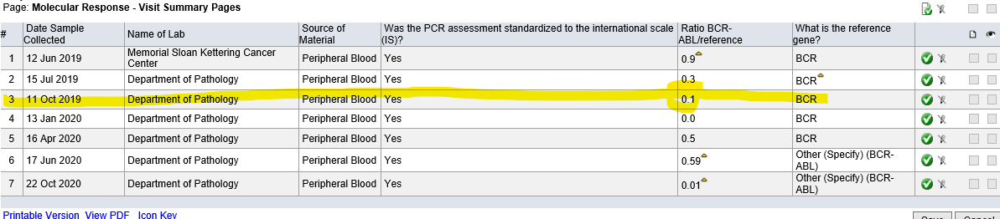 Page: Molecular Response - Visit Summary Pages
# Date Sample Collected Name of Lab Source of Material Was the PCR assessment standardized to the international scale (IS)? Ratio BCR-ABL/reference What is the reference gene?
1 12 Jun 2019 Memorial Sloan Kettering Cancer Center Peripheral Blood Yes 0.9 BCR
2 15 Jul 2019 Department of Pathology Peripheral Blood Yes 0.3 BCR
3 11 Oct 2019 Department of Pathology Peripheral Blood Yes 0.1 BCR
4 13 Jan 2020 Department of Pathology Peripheral Blood Yes 0.0 BCR
5 16 Apr 2020 Department of Pathology Peripheral Blood Yes 0.5 BCR
6 17 Jun 2020 Department of Pathology Peripheral Blood Yes 0.59 Other (Specify) (BCR-ABL)
7 22 Oct 2020 Department of Pathology Peripheral Blood Yes 0.01 Other (Specify) (BCR-ABL)
Printable Version View PDF Icon Key
Save Cancel